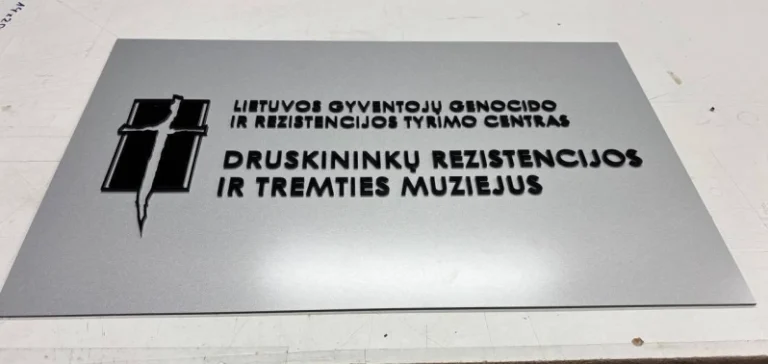 LIETUVOS GYVENTOJŲ GENOCIDO
IR REZISTENCIJOS TYRIMO CENTRAS
DRUSKININKŲ REZISTENCIJOS
IR TREMTIES MUZIEJUS